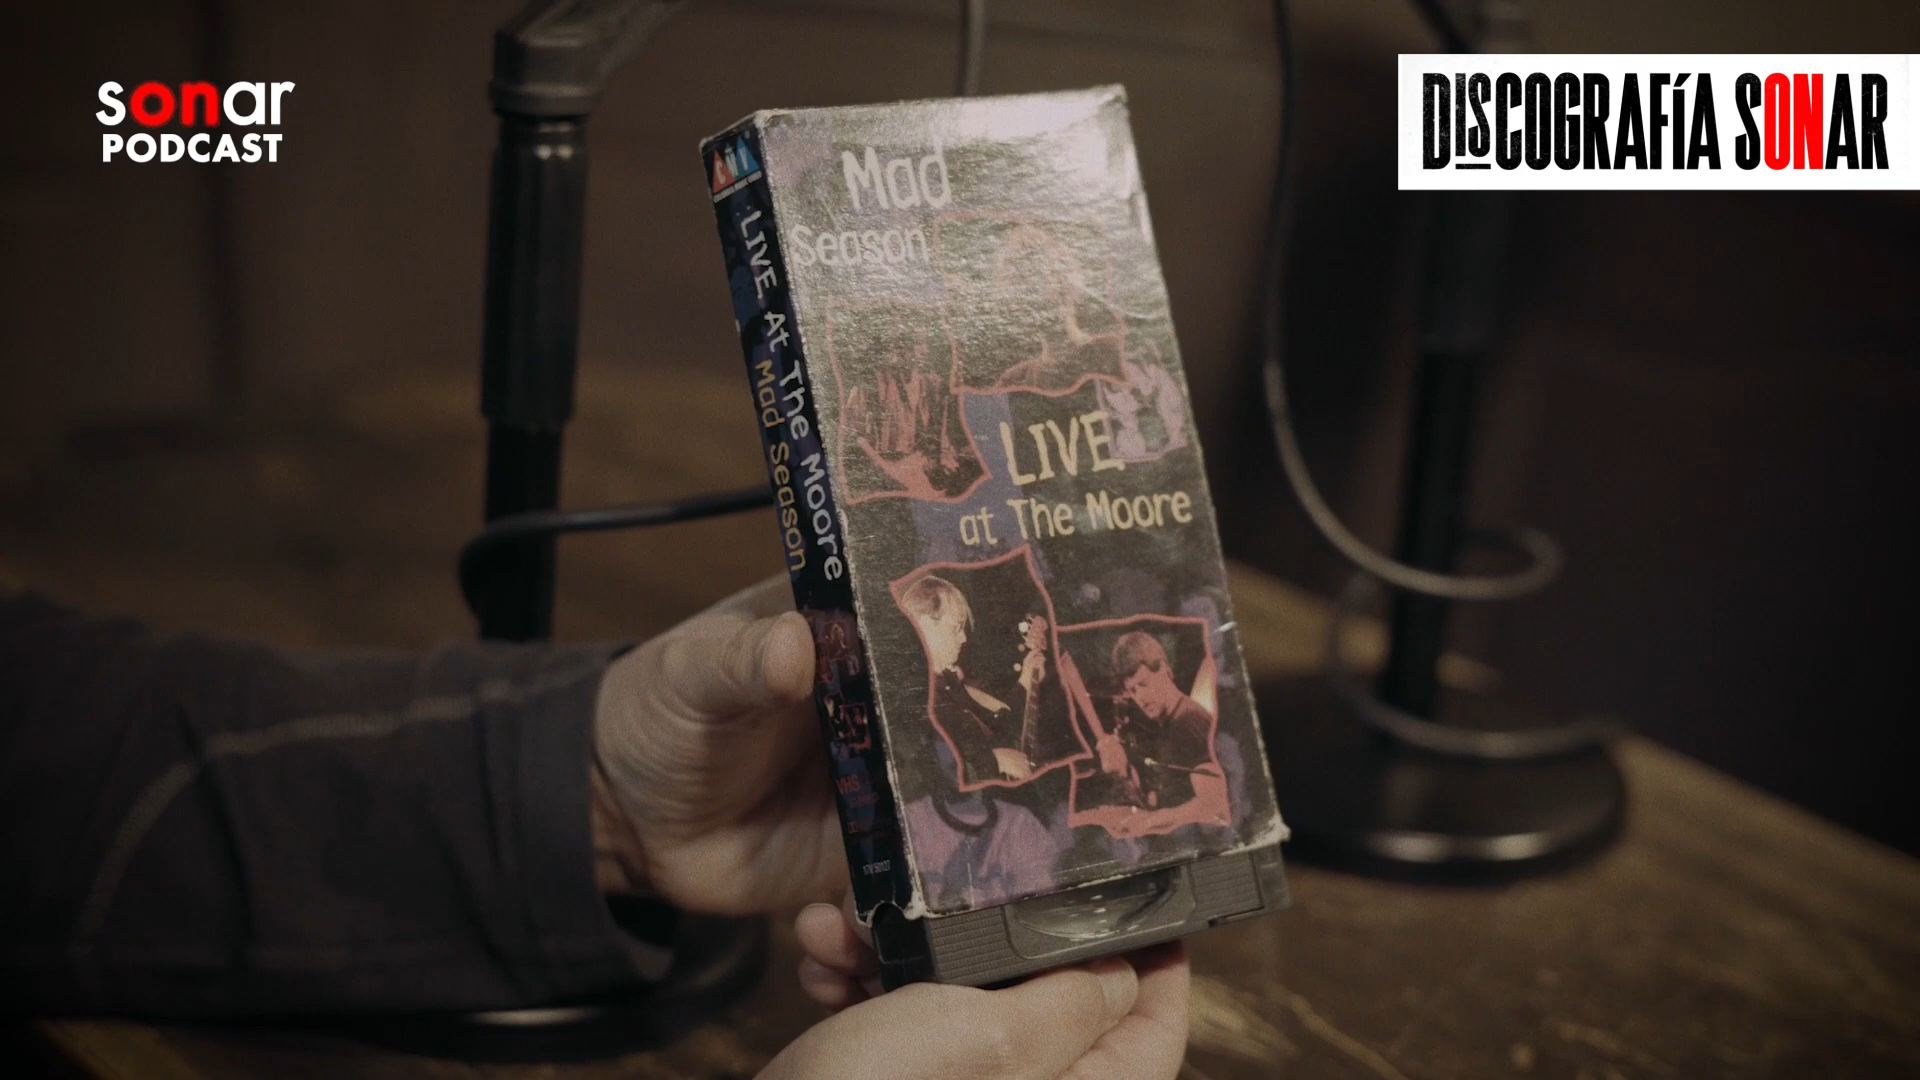 sonar
PODCAST
DISCOGRAFÍA SONAR
Mad
Season
LIVE
at The Moore
LIVE At The Moore
Mad Season
VHS